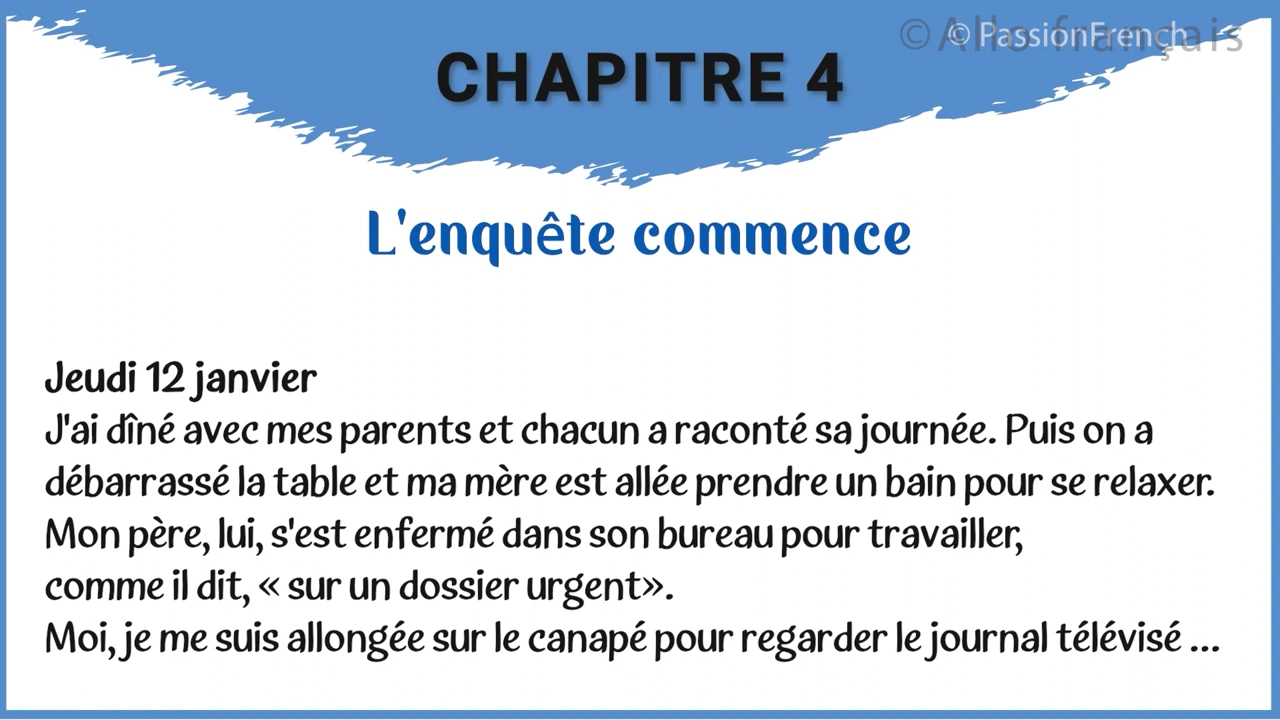 © Allo français
© PassionFrench
CHAPITRE 4
L'enquête commence
Jeudi 12 janvier
J'ai dîné avec mes parents et chacun a raconté sa journée. Puis on a
débarrassé la table et ma mère est allée prendre un bain pour se relaxer.
Mon père, lui, s'est enfermé dans son bureau pour travailler,
comme il dit, « sur un dossier urgent».
Moi, je me suis allongée sur le canapé pour regarder le journal télévisé ...